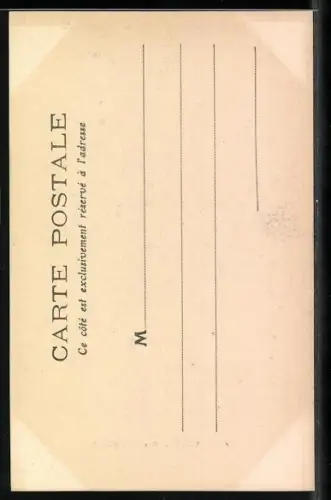 CARTE POSTALE
Ce côté est exclusivement réservé à l'adresse
M